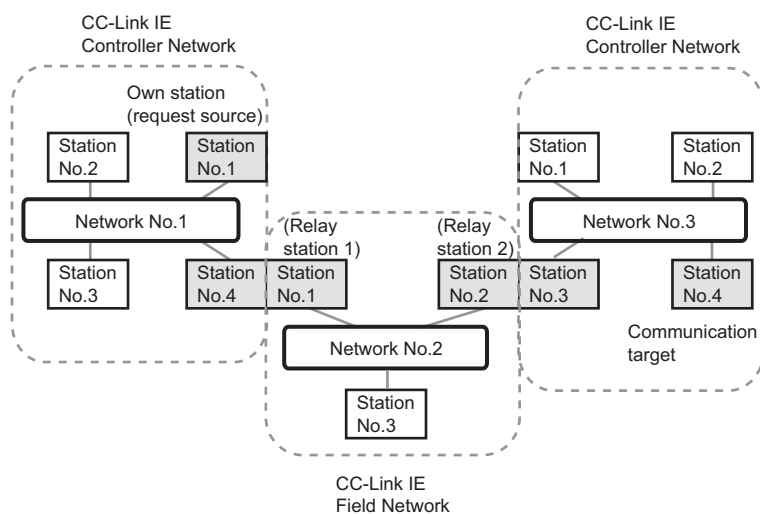 CC-Link IE
Controller Network
CC-Link IE
Controller Network
Own station
(request source)
Station
No.2
Station
No.1
Station
No.1
Station
No.2
Network No.1
Network No.3
(Relay
station 1)
(Relay
station 2)
Station
No.3
Station
No.4
Station
No.1
Station
No.2
Station
No.3
Station
No.4
Communication
target
Network No.2
Station
No.3
CC-Link IE
Field Network